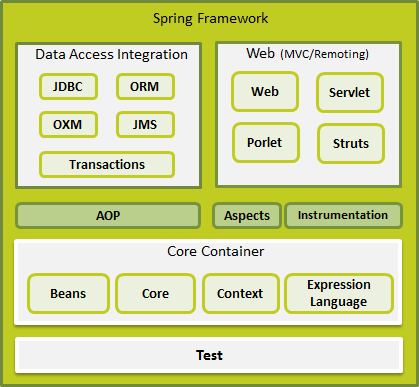 Spring Framework
Data Access Integration
JDBC
ORM
OXM
JMS
Transactions
Web (MVC/Remoting)
Web
Servlet
Porlet
Struts
AOP
Aspects
Instrumentation
Core Container
Beans
Core
Context
Expression
Language
Test